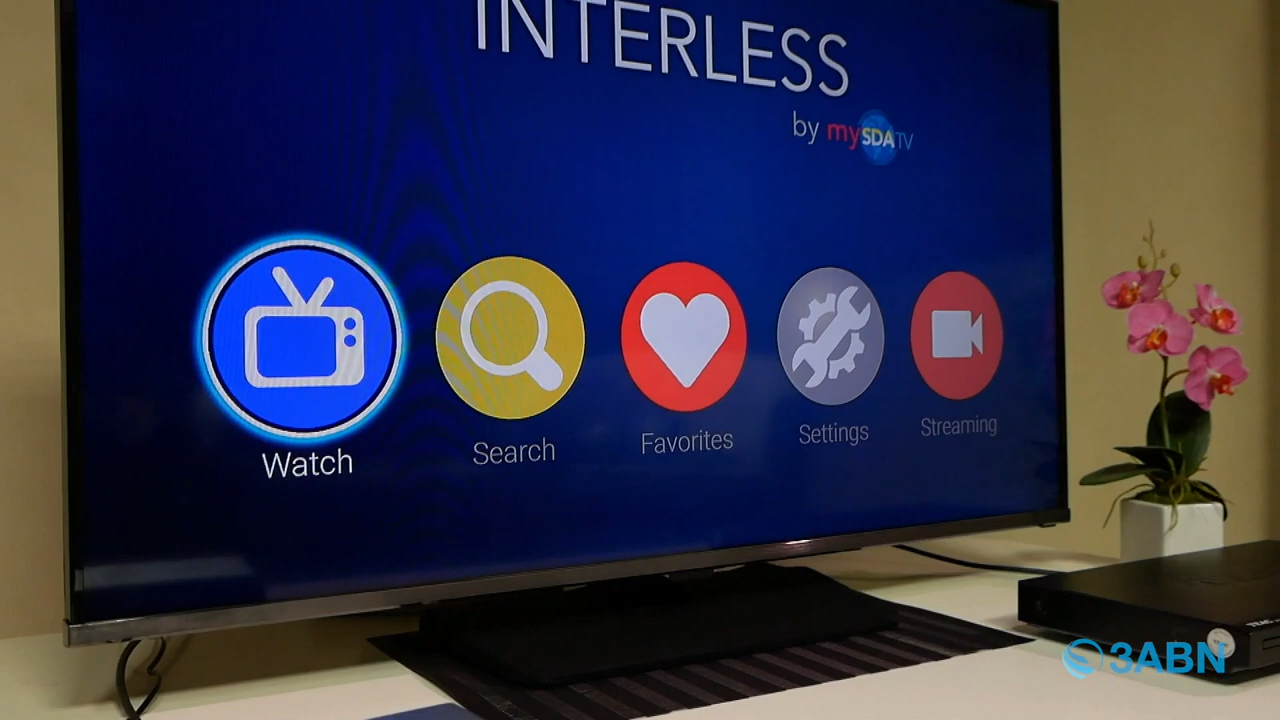 INTERLESS
by mySDATV
Watch
Search
Favorites
Settings
Streaming
3ABN